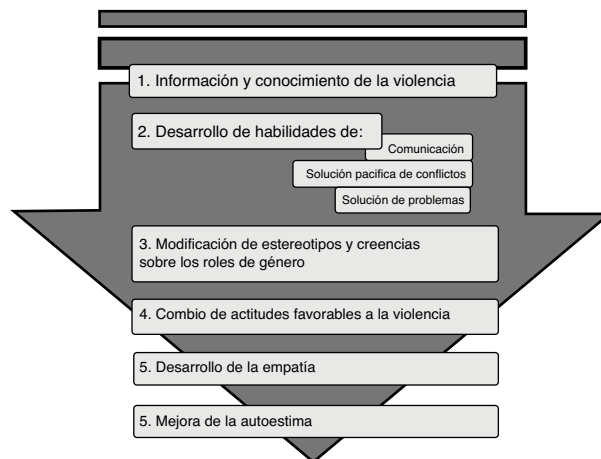 1. Información y conocimiento de la violencia
2. Desarrollo de habilidades de:
Comunicación
Solución pacifica de conflictos
Solución de problemas
3. Modificación de estereotipos y creencias
sobre los roles de género
4. Combio de actitudes favorables a la violencia
5. Desarrollo de la empatía
5. Mejora de la autoestima